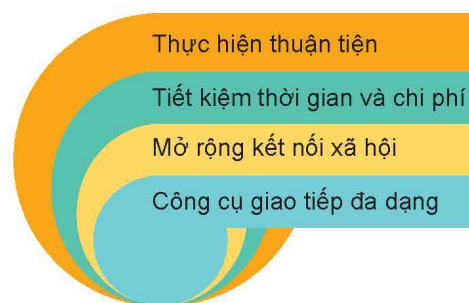 Thực hiện thuận tiện
Tiết kiệm thời gian và chi phí
Mở rộng kết nối xã hội
Công cụ giao tiếp đa dạng